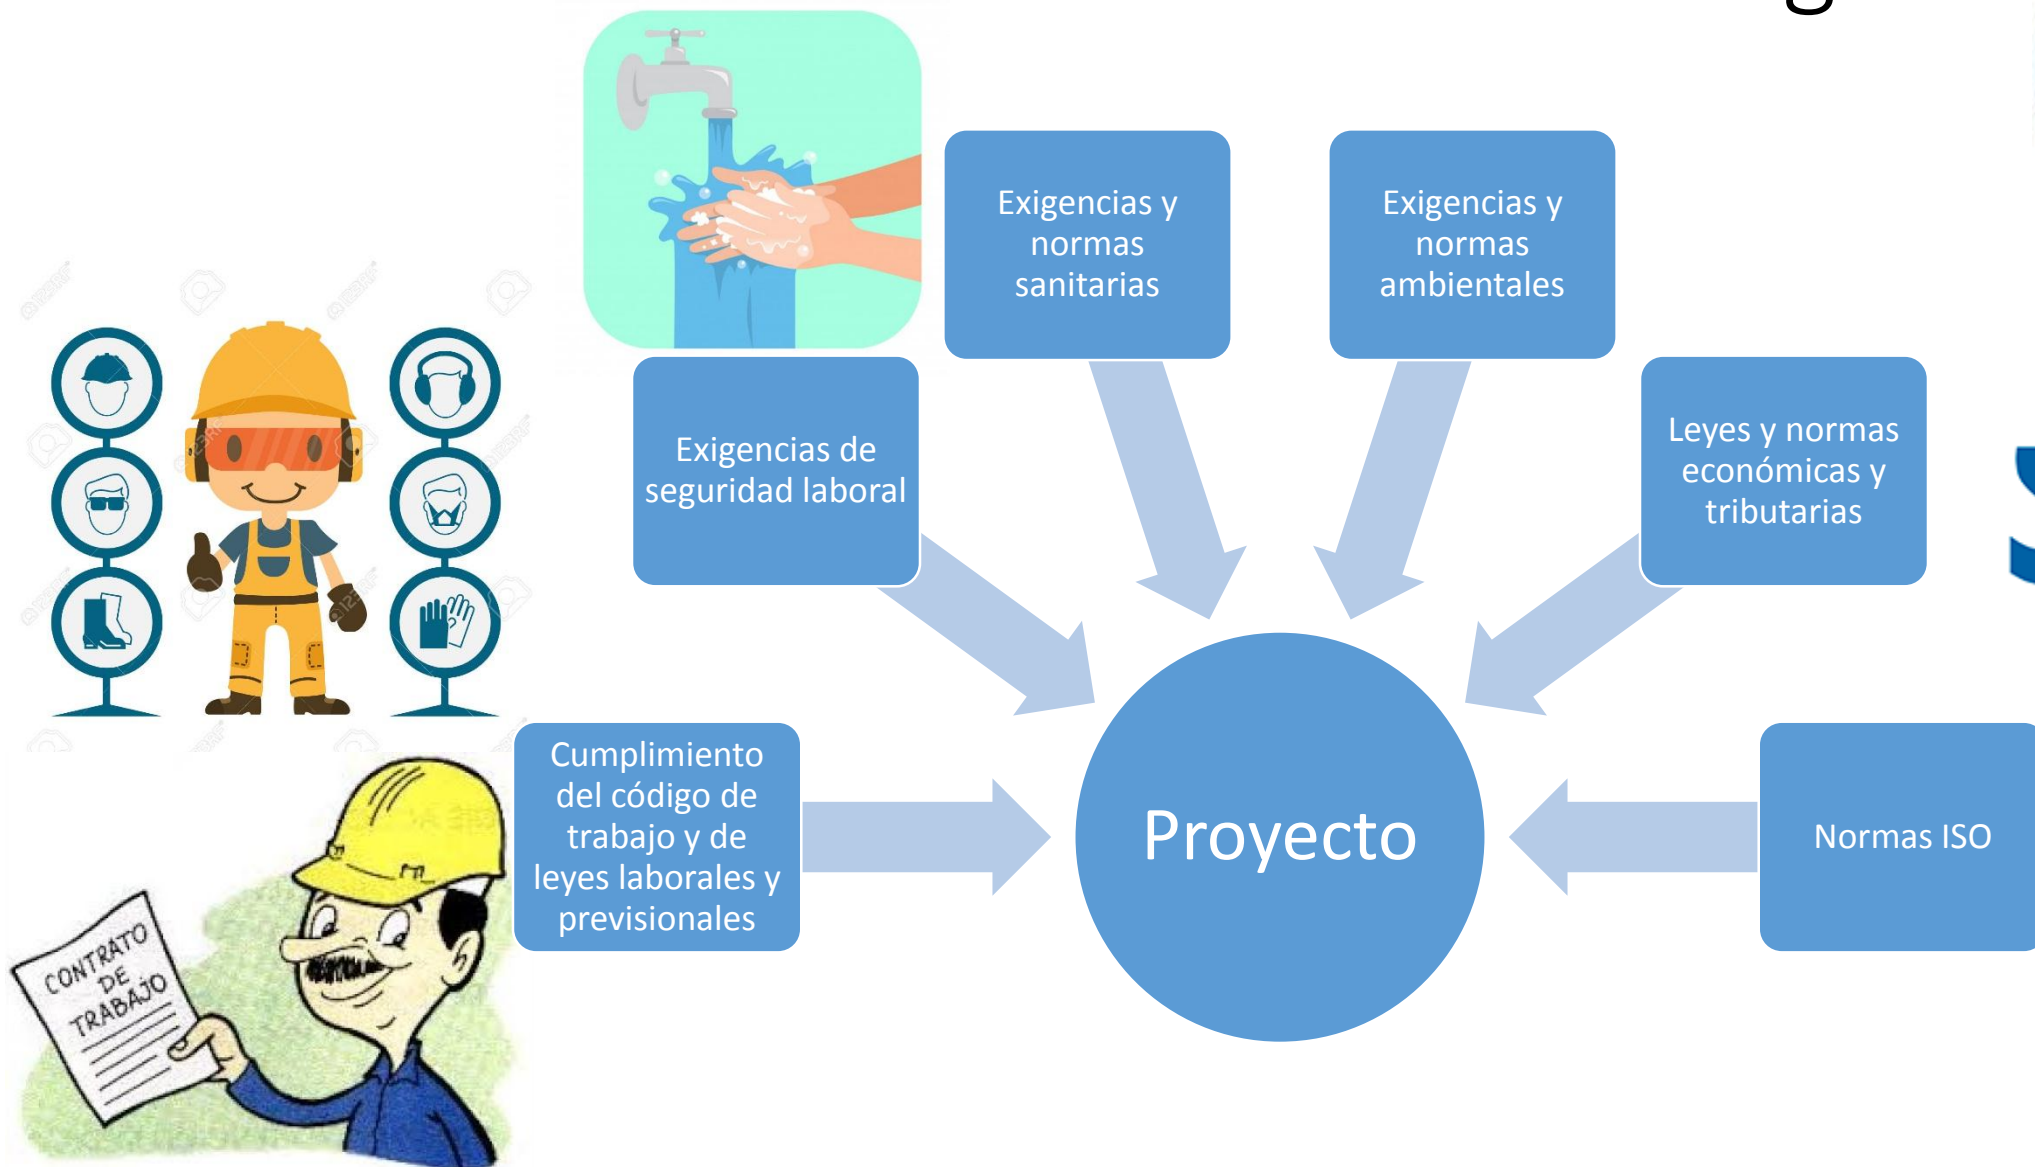 Exigencias y
normas
sanitarias
Exigencias y
normas
ambientales
Exigencias de
seguridad laboral
Leyes y normas
económicas y
tributarias
Cumplimiento
del código de
trabajo y de
leyes laborales y
previsionales
Proyecto
Normas ISO
CONTRATO
DE
TRABAJO